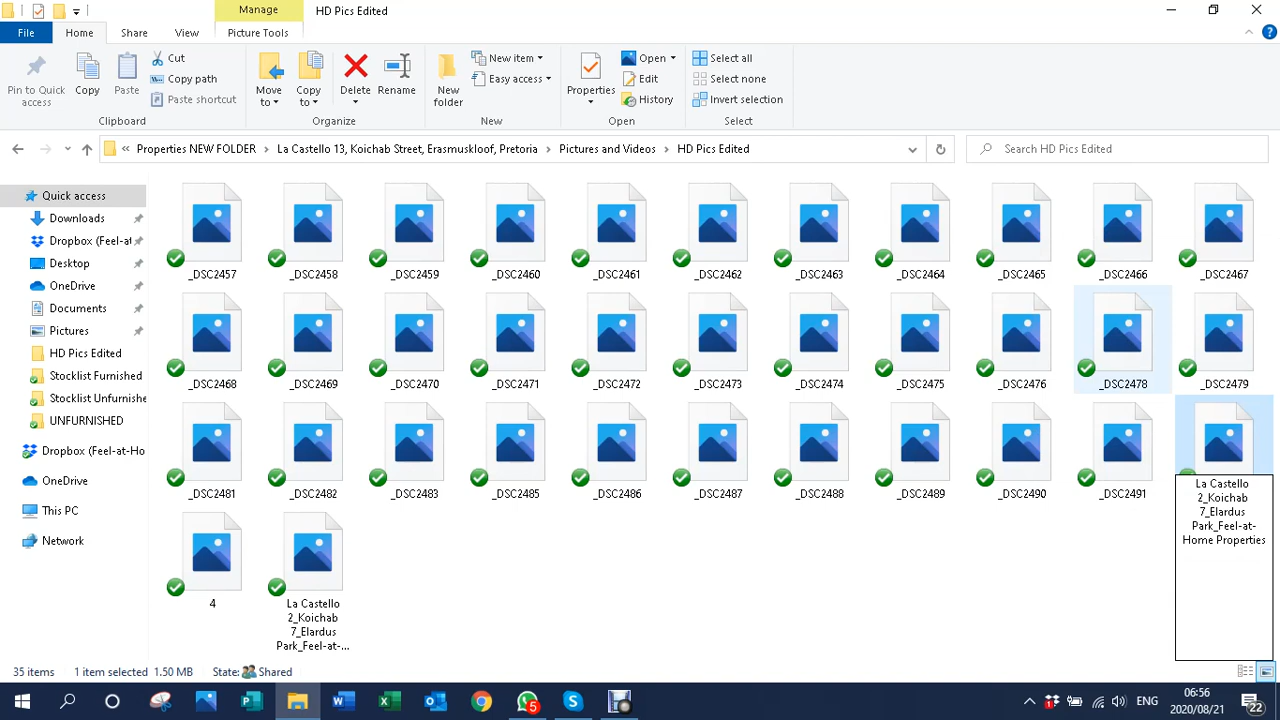 Manage
HD Pics Edited
File
Home
Share
View
Picture Tools
Pin to Quick
access
Copy
Paste
Cut
Copy path
Paste shortcut
Clipboard
Move
to
Copy
to
Delete
Rename
Organize
New
folder
New item
Easy access
New
Properties
Open
Edit
History
Open
Select all
Select none
Invert selection
Select
« Properties NEW FOLDER > La Castello 13, Koichab Street, Erasmuskloof, Pretoria > Pictures and Videos > HD Pics Edited
Search HD Pics Edited
Quick access
Downloads
Dropbox (Feel-at
Desktop
OneDrive
Documents
Pictures
HD Pics Edited
Stocklist Furnished
Stocklist Unfurnishe
UNFURNISHED
Dropbox (Feel-at-Ho
OneDrive
This PC
Network
_DSC2457 _DSC2458 _DSC2459 _DSC2460 _DSC2461 _DSC2462 _DSC2463 _DSC2464 _DSC2465 _DSC2466 _DSC2467
_DSC2468 _DSC2469 _DSC2470 _DSC2471 _DSC2472 _DSC2473 _DSC2474 _DSC2475 _DSC2476 _DSC2478 _DSC2479
_DSC2481 _DSC2482 _DSC2483 _DSC2485 _DSC2486 _DSC2487 _DSC2488 _DSC2489 _DSC2490 _DSC2491
La Castello
2_Koichab
7_Elardus
Park_Feel-at-
Home Properties
4
La Castello
2_Koichab
7_Elardus
Park_Feel-at-...
35 items 1 item selected 1.50 MB State: Shared
5
1
ENG
06:56
2020/08/21
22